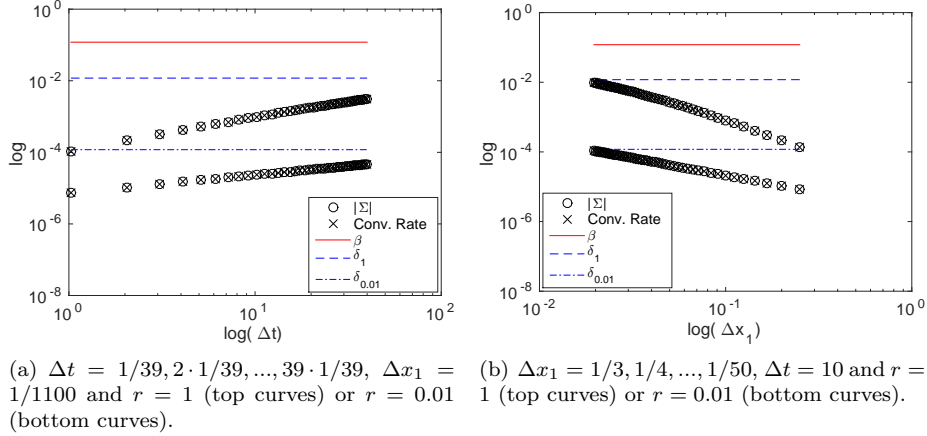 10^0
10^-2
10^-4
10^-6
10^-8
log
10^0
10^1
10^2
log( Δt)
|Σ|
Conv. Rate
β
δ_1
δ_0.01
10^0
10^-2
10^-4
10^-6
10^-8
log
10^-2
10^-1
10^0
log( Δx_1)
|Σ|
Conv. Rate
β
δ_1
δ_0.01
(a) Δt = 1/39, 2 · 1/39, ..., 39 · 1/39, Δx_1 =
1/1100 and r = 1 (top curves) or r = 0.01
(bottom curves).
(b) Δx_1 = 1/3, 1/4, ..., 1/50, Δt = 10 and r =
1 (top curves) or r = 0.01 (bottom curves).